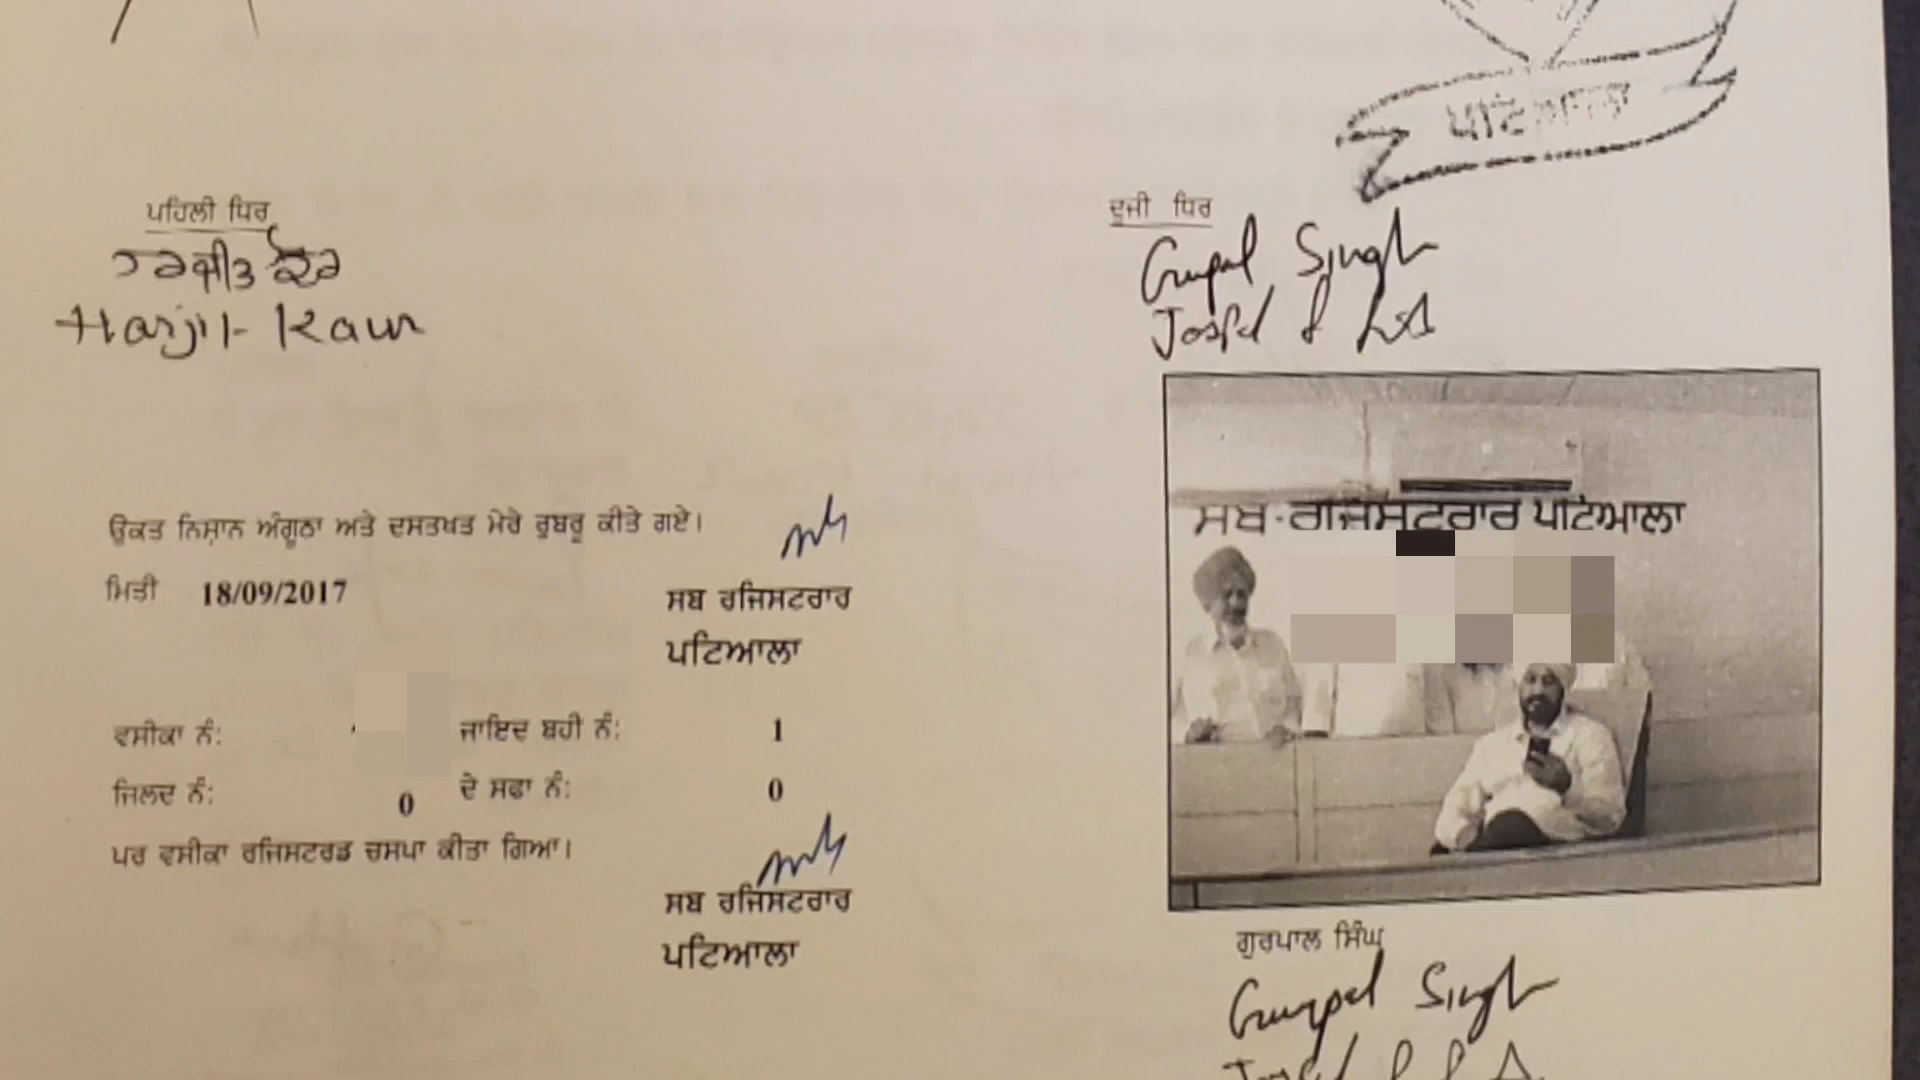 ਪਟਿਆਲਾ
ਪਹਿਲੀ ਧਿਰ
ਹਰਜੀਤ ਕੌਰ
Harjit Kaur
ਦੂਜੀ ਧਿਰ
Gurpal Singh
ਸਬ-ਰਜਿਸਟਰਾਰ ਪਟਿਆਲਾ
ਉਕਤ ਨਿਸ਼ਾਨ ਅੰਗੂਠਾ ਅਤੇ ਦਸਤਖਤ ਮੇਰੇ ਰੁਬਰੂ ਕੀਤੇ ਗਏ।
ਮਿਤੀ 18/09/2017
ਸਬ ਰਜਿਸਟਰਾਰ
ਪਟਿਆਲਾ
ਵਸੀਕਾ ਨੰ: ਜਾਇਦ ਬਹੀ ਨੰ: 1
ਜਿਲਦ ਨੰ: 0 ਦੇ ਸਫਾ ਨੰ: 0
ਪਰ ਵਸੀਕਾ ਰਜਿਸਟਰਡ ਚਸਪਾ ਕੀਤਾ ਗਿਆ।
ਸਬ ਰਜਿਸਟਰਾਰ
ਪਟਿਆਲਾ
ਗੁਰਪਾਲ ਸਿੰਘ
Gurpal Singh